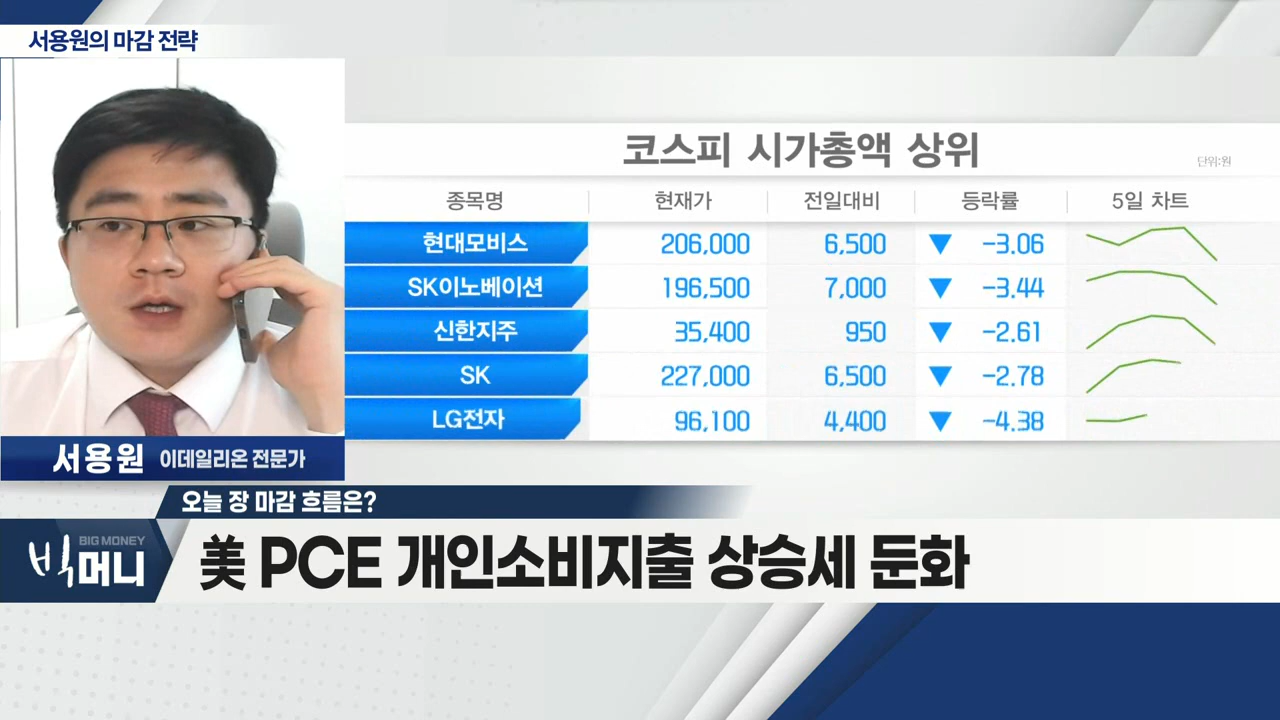 서용원의 마감 전략
코스피 시가총액 상위
단위:원
종목명 현재가 전일대비 등락률 5일 차트
현대모비스 206,000 6,500 ▼ -3.06
SK이노베이션 196,500 7,000 ▼ -3.44
신한지주 35,400 950 ▼ -2.61
SK 227,000 6,500 ▼ -2.78
LG전자 96,100 4,400 ▼ -4.38
서용원 이데일리온 전문가
오늘 장 마감 흐름은?
BIG MONEY
빅머니
美 PCE 개인소비지출 상승세 둔화